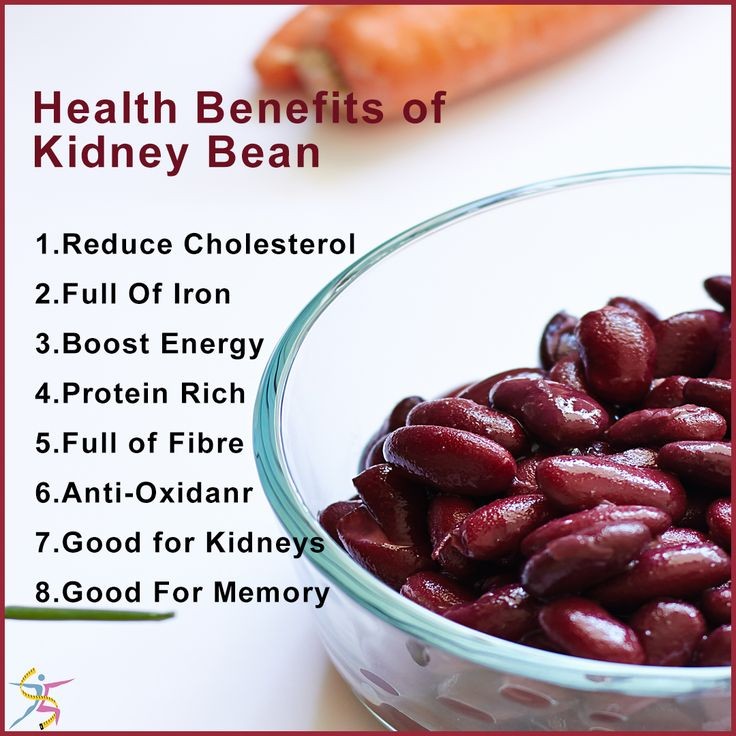 Health Benefits of
Kidney Bean
1.Reduce Cholesterol
2.Full Of Iron
3.Boost Energy
4.Protein Rich
5.Full of Fibre
6.Anti-Oxidanr
7.Good for Kidneys
8.Good For Memory